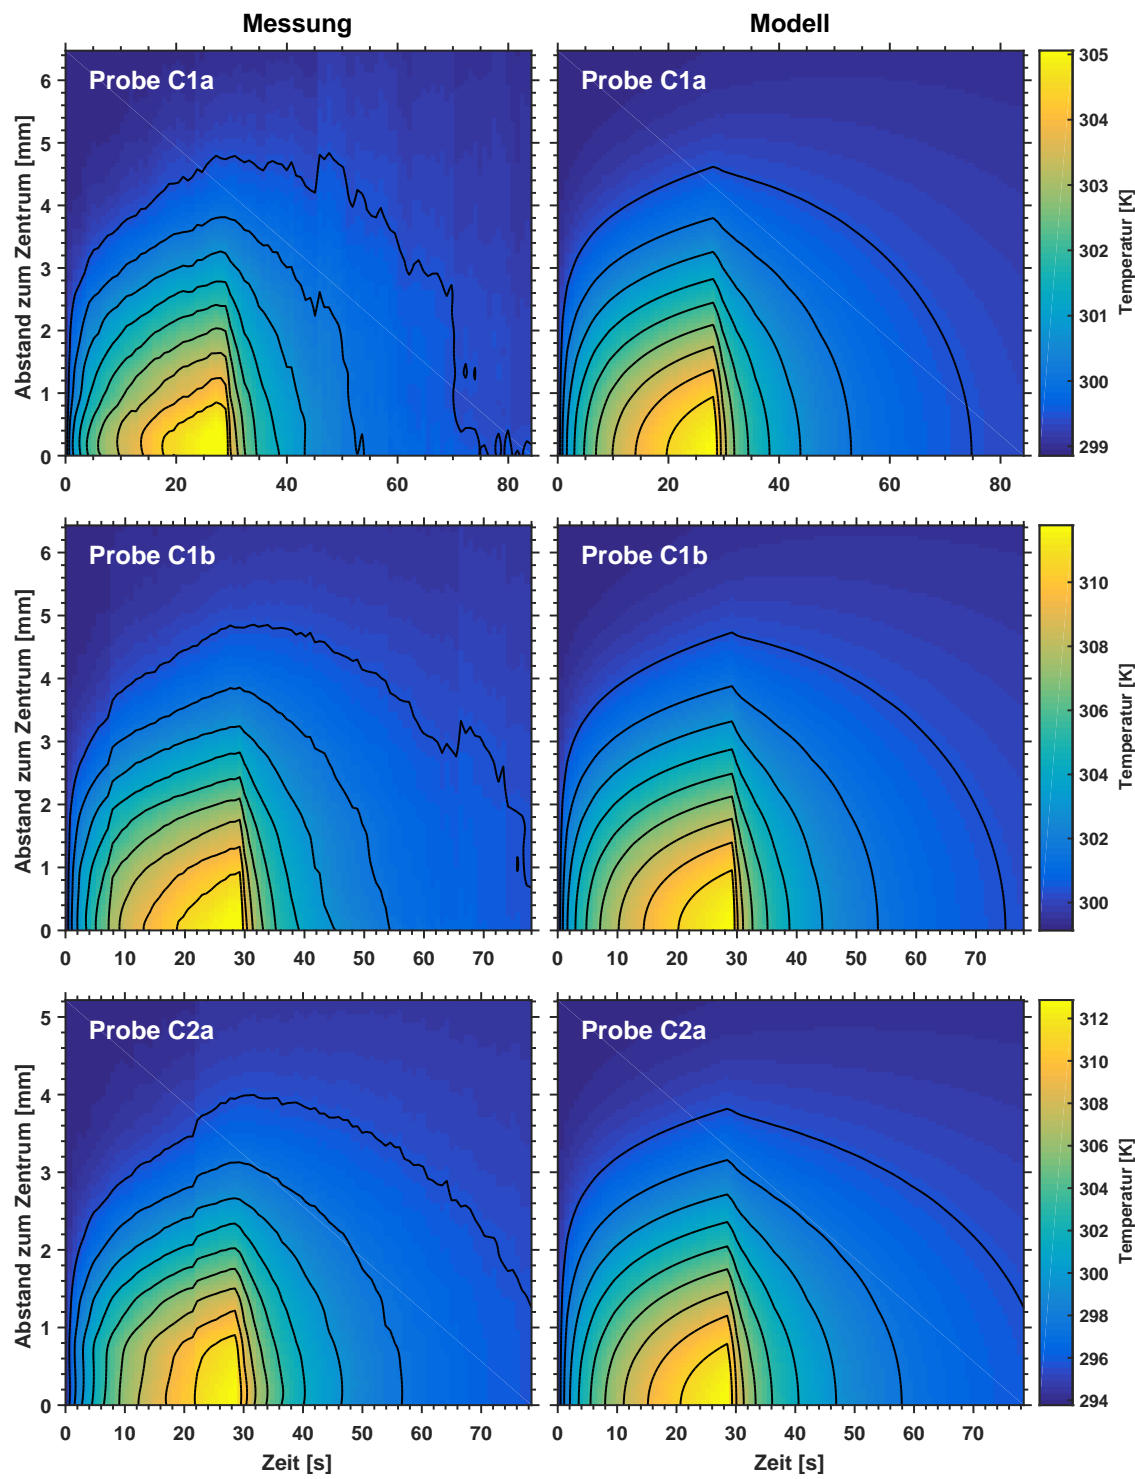 Messung Modell
Probe C1a Probe C1a
Abstand zum Zentrum [mm]
6
5
4
3
2
1
0
0 20 40 60 80
0 20 40 60 80
305
304
303
302
301
300
299
Temperatur [K]
Probe C1b Probe C1b
Abstand zum Zentrum [mm]
6
5
4
3
2
1
0
0 10 20 30 40 50 60 70
0 10 20 30 40 50 60 70
310
308
306
304
302
300
Temperatur [K]
Probe C2a Probe C2a
Abstand zum Zentrum [mm]
5
4
3
2
1
0
0 10 20 30 40 50 60 70
0 10 20 30 40 50 60 70
312
310
308
306
304
302
300
298
296
294
Temperatur [K]
Zeit [s] Zeit [s]